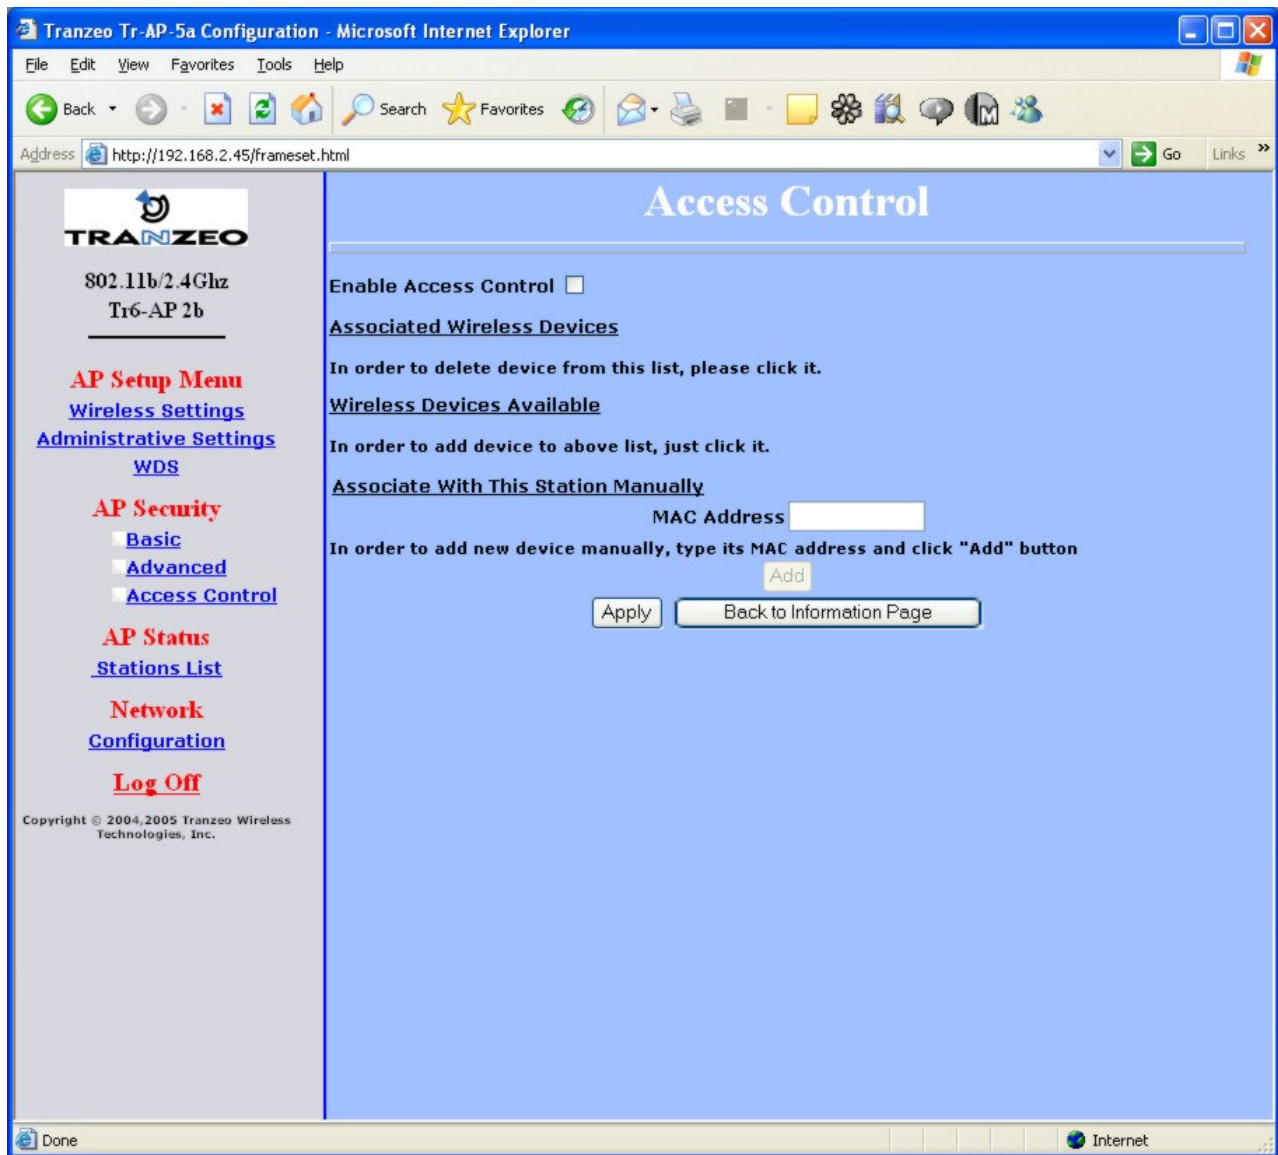 Tranzeo Tr-AP-5a Configuration - Microsoft Internet Explorer
File Edit View Favorites Tools Help
Back Search Favorites
Address http://192.168.2.45/frameset.html Go Links »
TRANZEO
802.11b/2.4Ghz
Tr6-AP 2b
AP Setup Menu
Wireless Settings
Administrative Settings
WDS
AP Security
Basic
Advanced
Access Control
AP Status
Stations List
Network
Configuration
Log Off
Copyright © 2004,2005 Tranzeo Wireless
Technologies, Inc.
Access Control
Enable Access Control
Associated Wireless Devices
In order to delete device from this list, please click it.
Wireless Devices Available
In order to add device to above list, just click it.
Associate With This Station Manually
MAC Address
In order to add new device manually, type its MAC address and click "Add" button
Add
Apply Back to Information Page
Done Internet